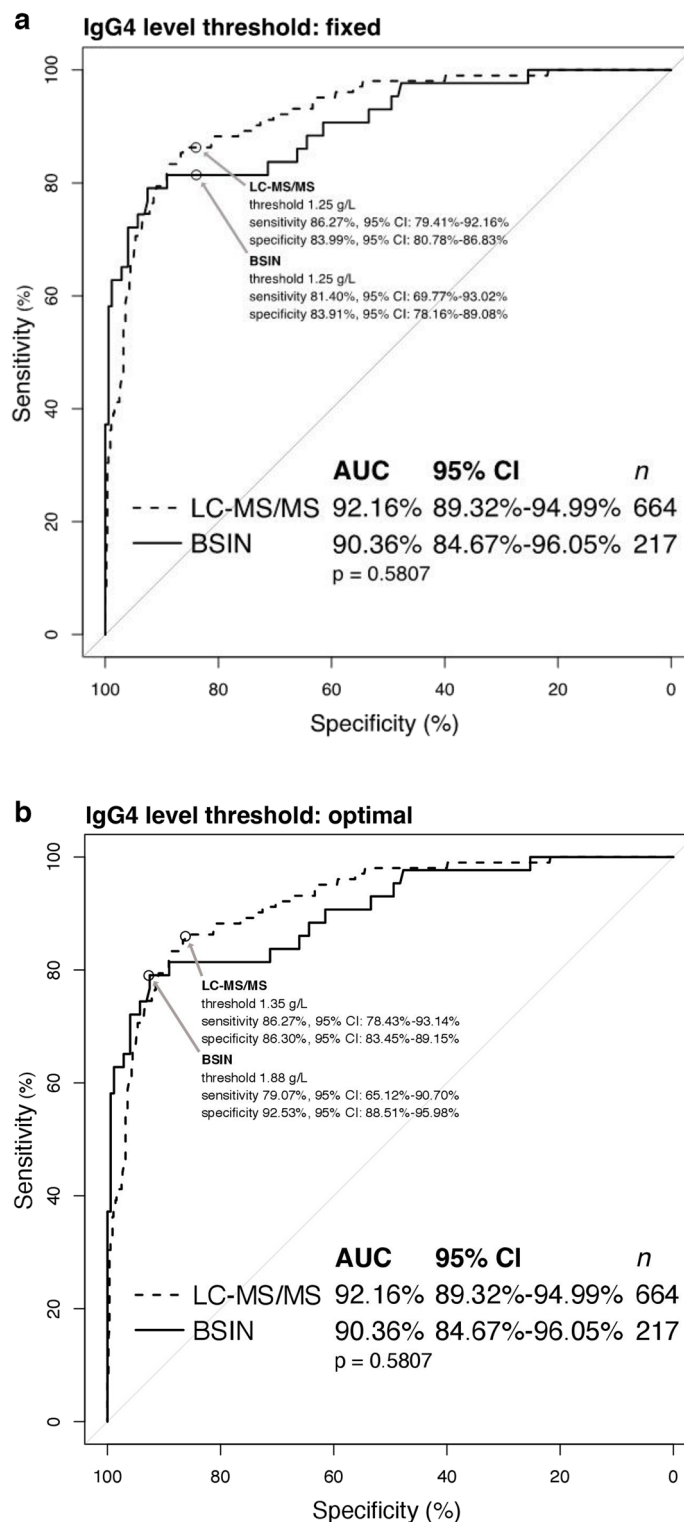 a
IgG4 level threshold: fixed
100
80
60
40
20
0
Sensitivity (%)
LC-MS/MS
threshold 1.25 g/L
sensitivity 86.27%, 95% CI: 79.41%-92.16%
specificity 83.99%, 95% CI: 80.78%-86.83%
BSIN
threshold 1.25 g/L
sensitivity 81.40%, 95% CI: 69.77%-93.02%
specificity 83.91%, 95% CI: 78.16%-89.08%
AUC 95% CI n
LC-MS/MS 92.16% 89.32%-94.99% 664
BSIN 90.36% 84.67%-96.05% 217
p = 0.5807
100 80 60 40 20 0
Specificity (%)
b
IgG4 level threshold: optimal
100
80
60
40
20
0
Sensitivity (%)
LC-MS/MS
threshold 1.35 g/L
sensitivity 86.27%, 95% CI: 78.43%-93.14%
specificity 86.30%, 95% CI: 83.45%-89.15%
BSIN
threshold 1.88 g/L
sensitivity 79.07%, 95% CI: 65.12%-90.70%
specificity 92.53%, 95% CI: 88.51%-95.98%
AUC 95% CI n
LC-MS/MS 92.16% 89.32%-94.99% 664
BSIN 90.36% 84.67%-96.05% 217
p = 0.5807
100 80 60 40 20 0
Specificity (%)